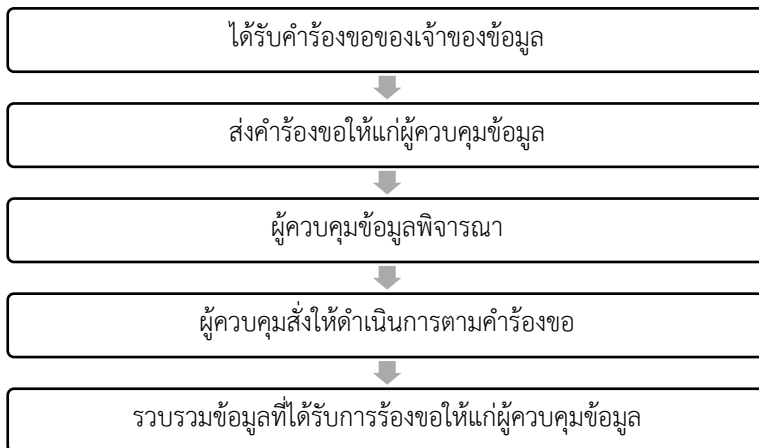 ได้รับคำร้องขอของเจ้าของข้อมูล
ส่งคำร้องขอให้แก่ผู้ควบคุมข้อมูล
ผู้ควบคุมข้อมูลพิจารณา
ผู้ควบคุมสั่งให้ดำเนินการตามคำร้องขอ
รวบรวมข้อมูลที่ได้รับการร้องขอให้แก่ผู้ควบคุมข้อมูล